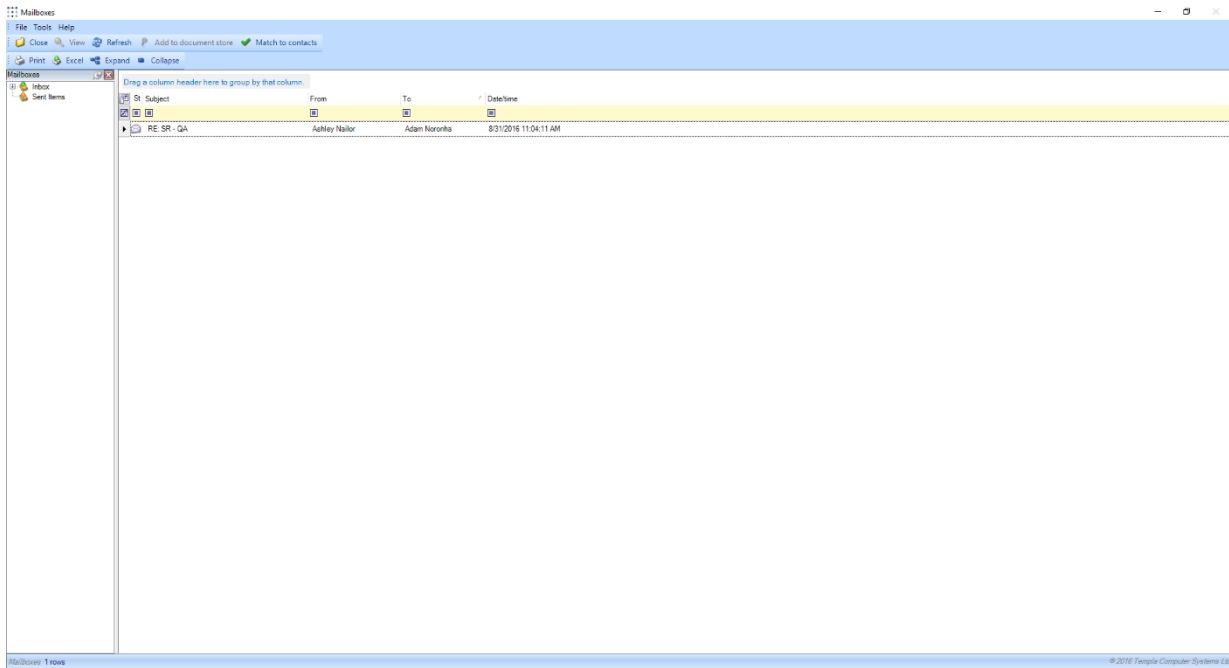 Mailboxes
File Tools Help
Close View Refresh Add to document store Match to contacts
Print Excel Expand Collapse
Mailboxes
Inbox
Sent Items
Drag a column header here to group by that column.
St Subject From To Date/time
RE: SR - QA Ashley Nailor Adam Noronha 8/31/2016 11:04:11 AM
Mailboxes 1 rows
© 2016 Templa Computer Systems Lt